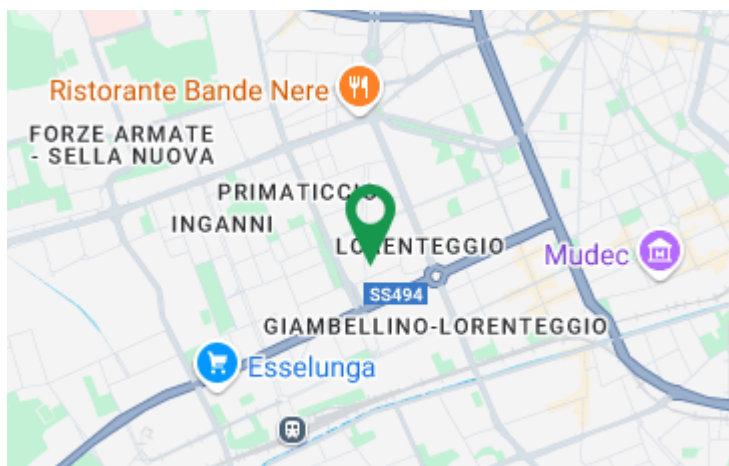 Ristorante Bande Nere
FORZE ARMATE
- SELLA NUOVA
PRIMATICCIO
INGANNI
LORENTEGGIO
Mudec
SS494
GIAMBELLINO-LORENTEGGIO
Esselunga